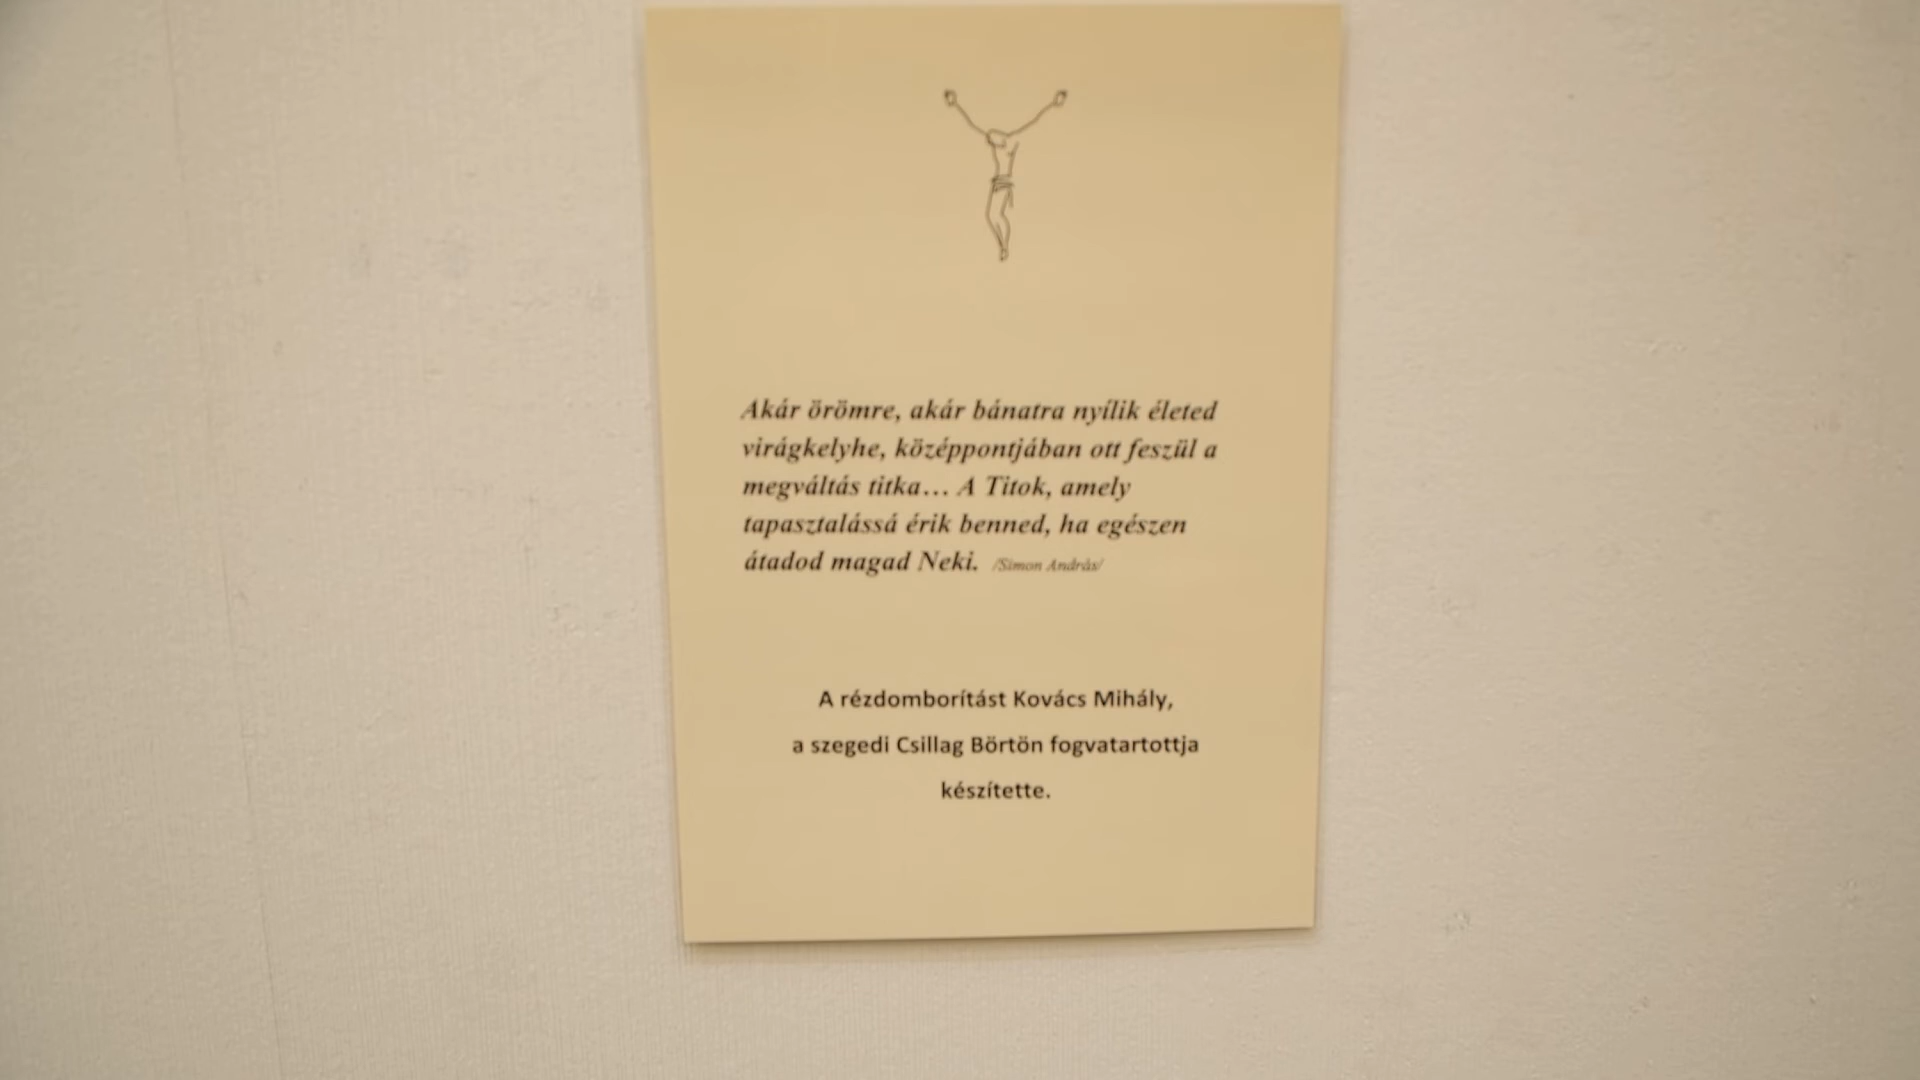 Akár örömre, akár bánatra nyílik életed
virágkelyhe, középpontjában ott feszül a
megváltás titka… A Titok, amely
tapasztalássá érik benned, ha egészen
átadod magad Neki. /Simon András/
A rézdomborítást Kovács Mihály,
a szegedi Csillag Börtön fogvatartottja
készítette.